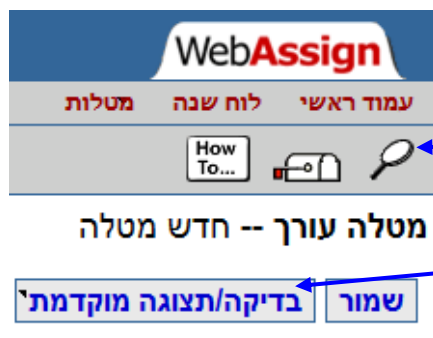 WebAssign
עמוד ראשי לוח שנה מטלות
How
To...
מטלה עורך -- חדש מטלה
שמור בדיקה/תצוגה מוקדמת